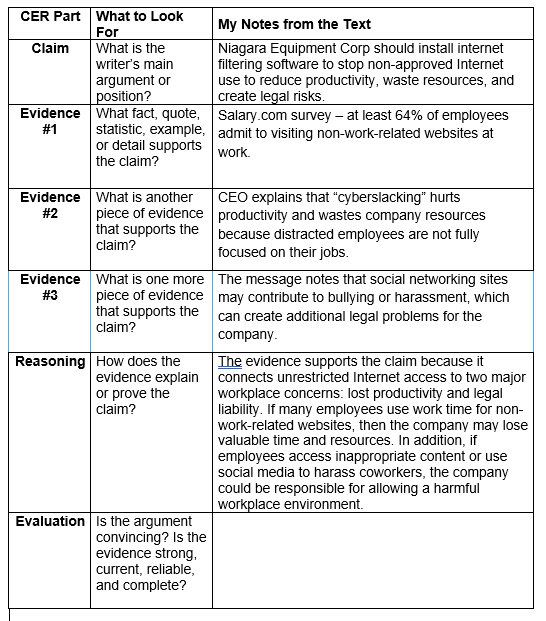 CER Part
What to Look
For
My Notes from the Text
Claim
What is the
writer's main
argument or
position?
Niagara Equipment Corp should install internet
filtering software to stop non-approved Internet
use to reduce productivity, waste resources, and
create legal risks.
Evidence
#1
What fact, quote,
statistic, example,
or detail supports
the claim?
Salary.com survey – at least 64% of employees
admit to visiting non-work-related websites at
work.
Evidence
#2
What is another
piece of evidence
that supports the
claim?
CEO explains that “cyberslacking” hurts
productivity and wastes company resources
because distracted employees are not fully
focused on their jobs.
Evidence
#3
What is one more
piece of evidence
that supports the
claim?
The message notes that social networking sites
may contribute to bullying or harassment, which
can create additional legal problems for the
company.
Reasoning
How does the
evidence explain
or prove the
claim?
The evidence supports the claim because it
connects unrestricted Internet access to two major
workplace concerns: lost productivity and legal
liability. If many employees use work time for non-
work-related websites, then the company may lose
valuable time and resources. In addition, if
employees access inappropriate content or use
social media to harass coworkers, the company
could be responsible for allowing a harmful
workplace environment.
Evaluation
Is the argument
convincing? Is the
evidence strong,
current, reliable,
and complete?